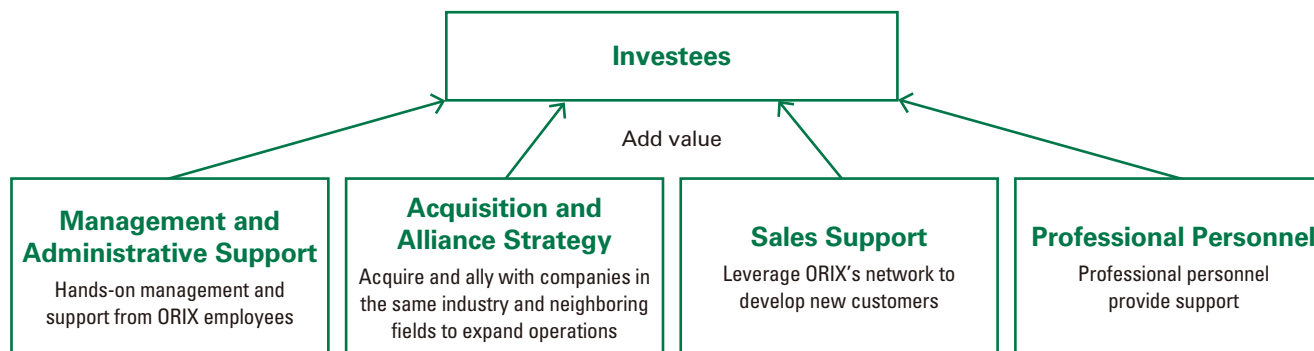 Investees
Add value
Management and
Administrative Support
Hands-on management and
support from ORIX employees
Acquisition and
Alliance Strategy
Acquire and ally with companies in
the same industry and neighboring
fields to expand operations
Sales Support
Leverage ORIX's network to
develop new customers
Professional Personnel
Professional personnel
provide support